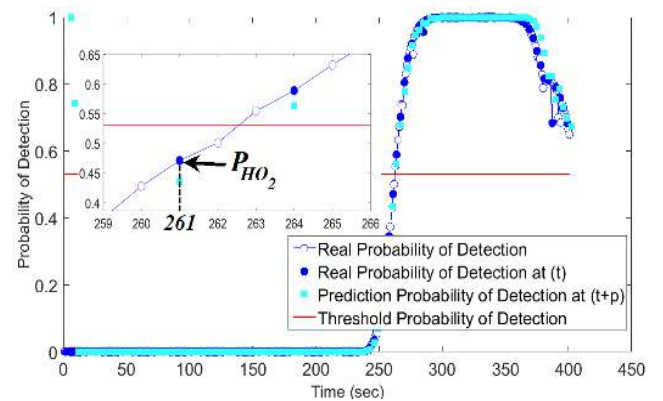 Probability of Detection
1
0.8
0.6
0.4
0.2
0
0.65
0.6
0.55
0.5
0.45
0.4
259 260 261 262 263 264 265 266
P_HO_2
261
Real Probability of Detection
Real Probability of Detection at (t)
Prediction Probability of Detection at (t+p)
Threshold Probability of Detection
0 50 100 150 200 250 300 350 400 450
Time (sec)